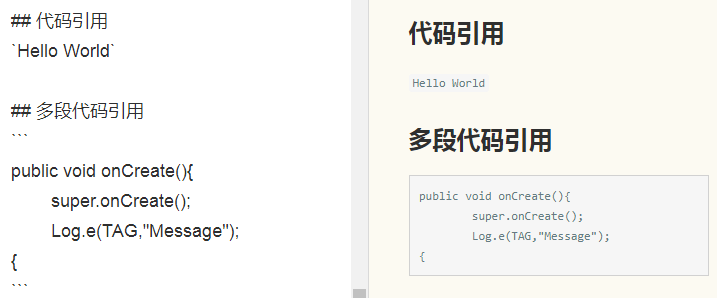 ## 代码引用
`Hello World`
## 多段代码引用
```
public void onCreate(){
super.onCreate();
Log.e(TAG,"Message");
{
```
代码引用
Hello World
多段代码引用
public void onCreate(){
super.onCreate();
Log.e(TAG,"Message");
{